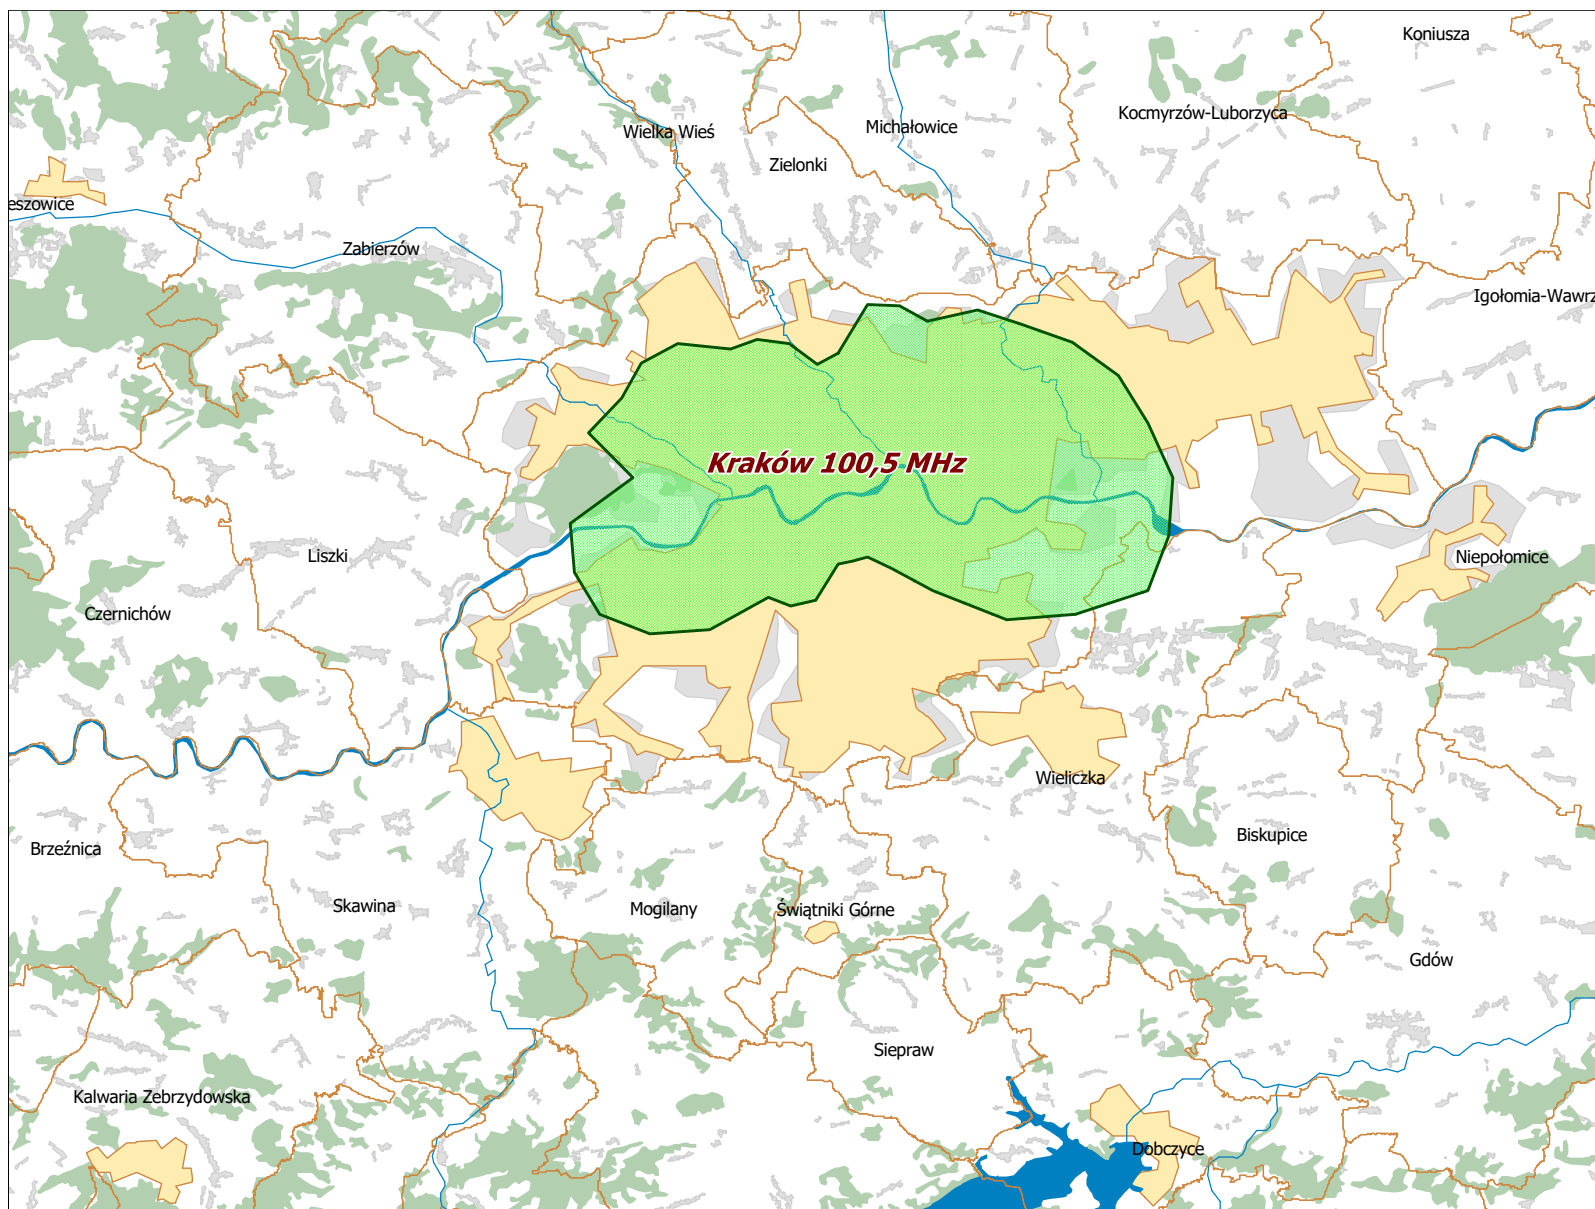 Koniusza
Kocmyrzów-Luborzyca
Michałowice
Wielka Wieś
Zielonki
eszowice
Zabierzów
Igołomia-Wawrz
Kraków 100,5 MHz
Liszki
Niepołomice
Czernichów
Wieliczka
Biskupice
Brzeźnica
Skawina
Mogilany
Świątniki Górne
Gdów
Siepraw
Kalwaria Zebrzydowska
Dobczyce